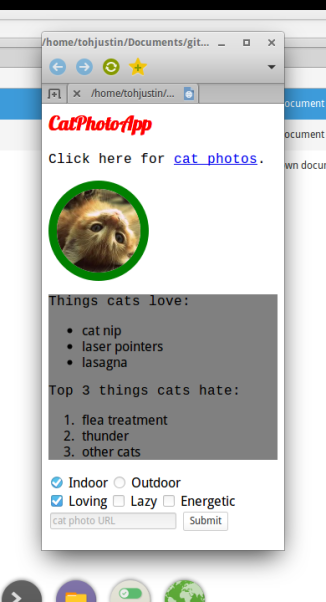 /home/tohjustin/Documents/git...
/home/tohjustin/...
ocument
CatPhotoApp
ocument
Click here for cat photos.
wn docum
Things cats love:
cat nip
laser pointers
lasagna
Top 3 things cats hate:
1. flea treatment
2. thunder
3. other cats
Indoor Outdoor
Loving Lazy Energetic
cat photo URL Submit